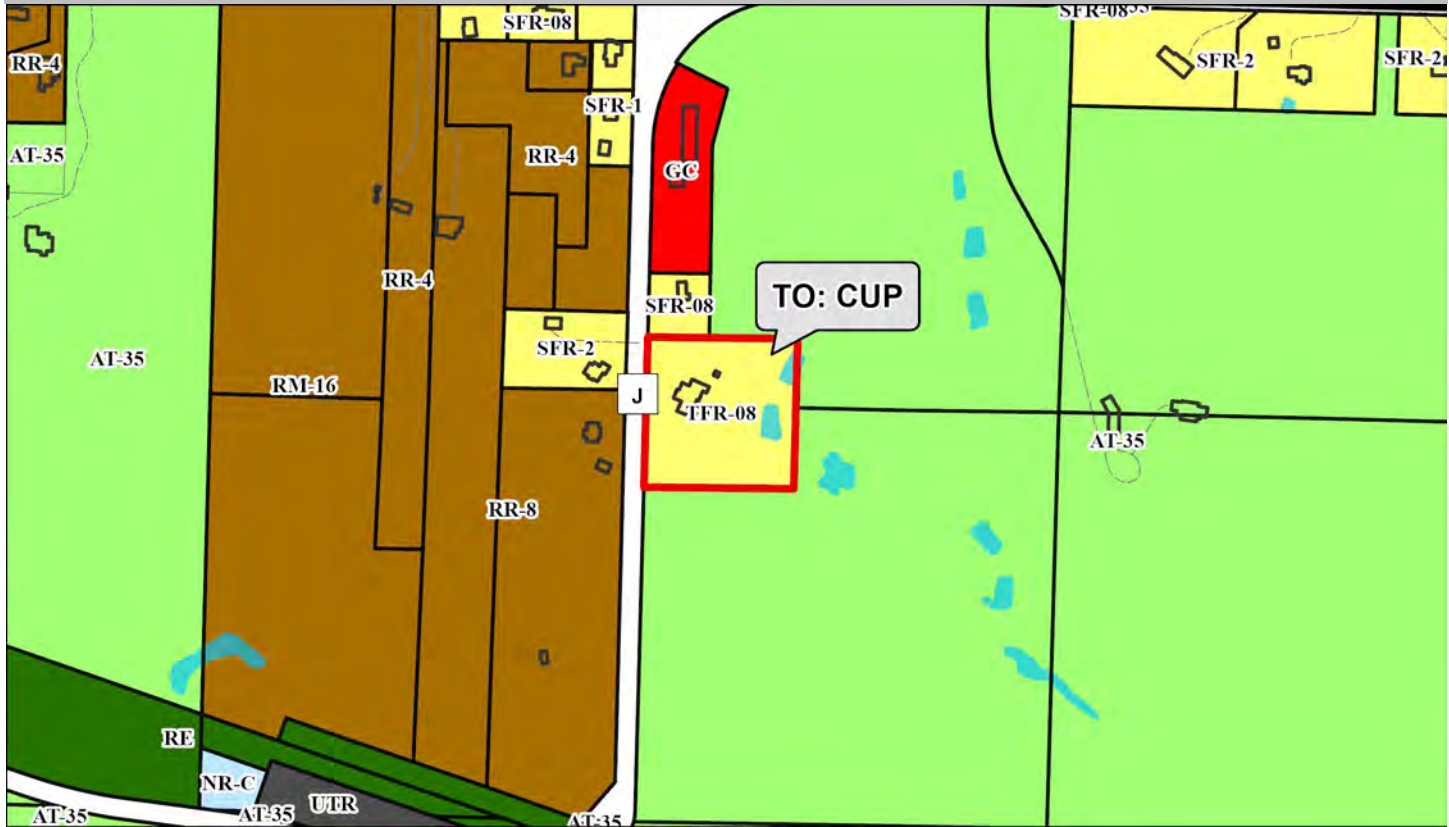 SFR-08
SFR-08
RR-4
SFR-2
SFR-2
SFR-1
AT-35
RR-4
GC
RR-4
TO: CUP
SFR-08
SFR-2
AT-35
RM-16
J
TFR-08
AT-35
RR-8
RE
NR-C
UTR
AT-35
AT-35
AT-35